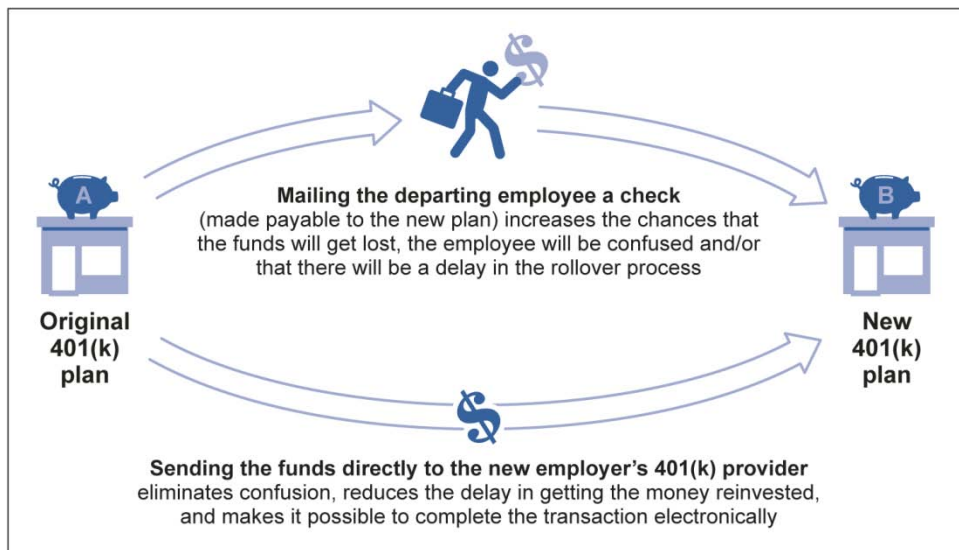 $
A
B
Mailing the departing employee a check
(made payable to the new plan) increases the chances that
the funds will get lost, the employee will be confused and/or
that there will be a delay in the rollover process
Original
401(k)
plan
New
401(k)
plan
$
Sending the funds directly to the new employer’s 401(k) provider
eliminates confusion, reduces the delay in getting the money reinvested,
and makes it possible to complete the transaction electronically